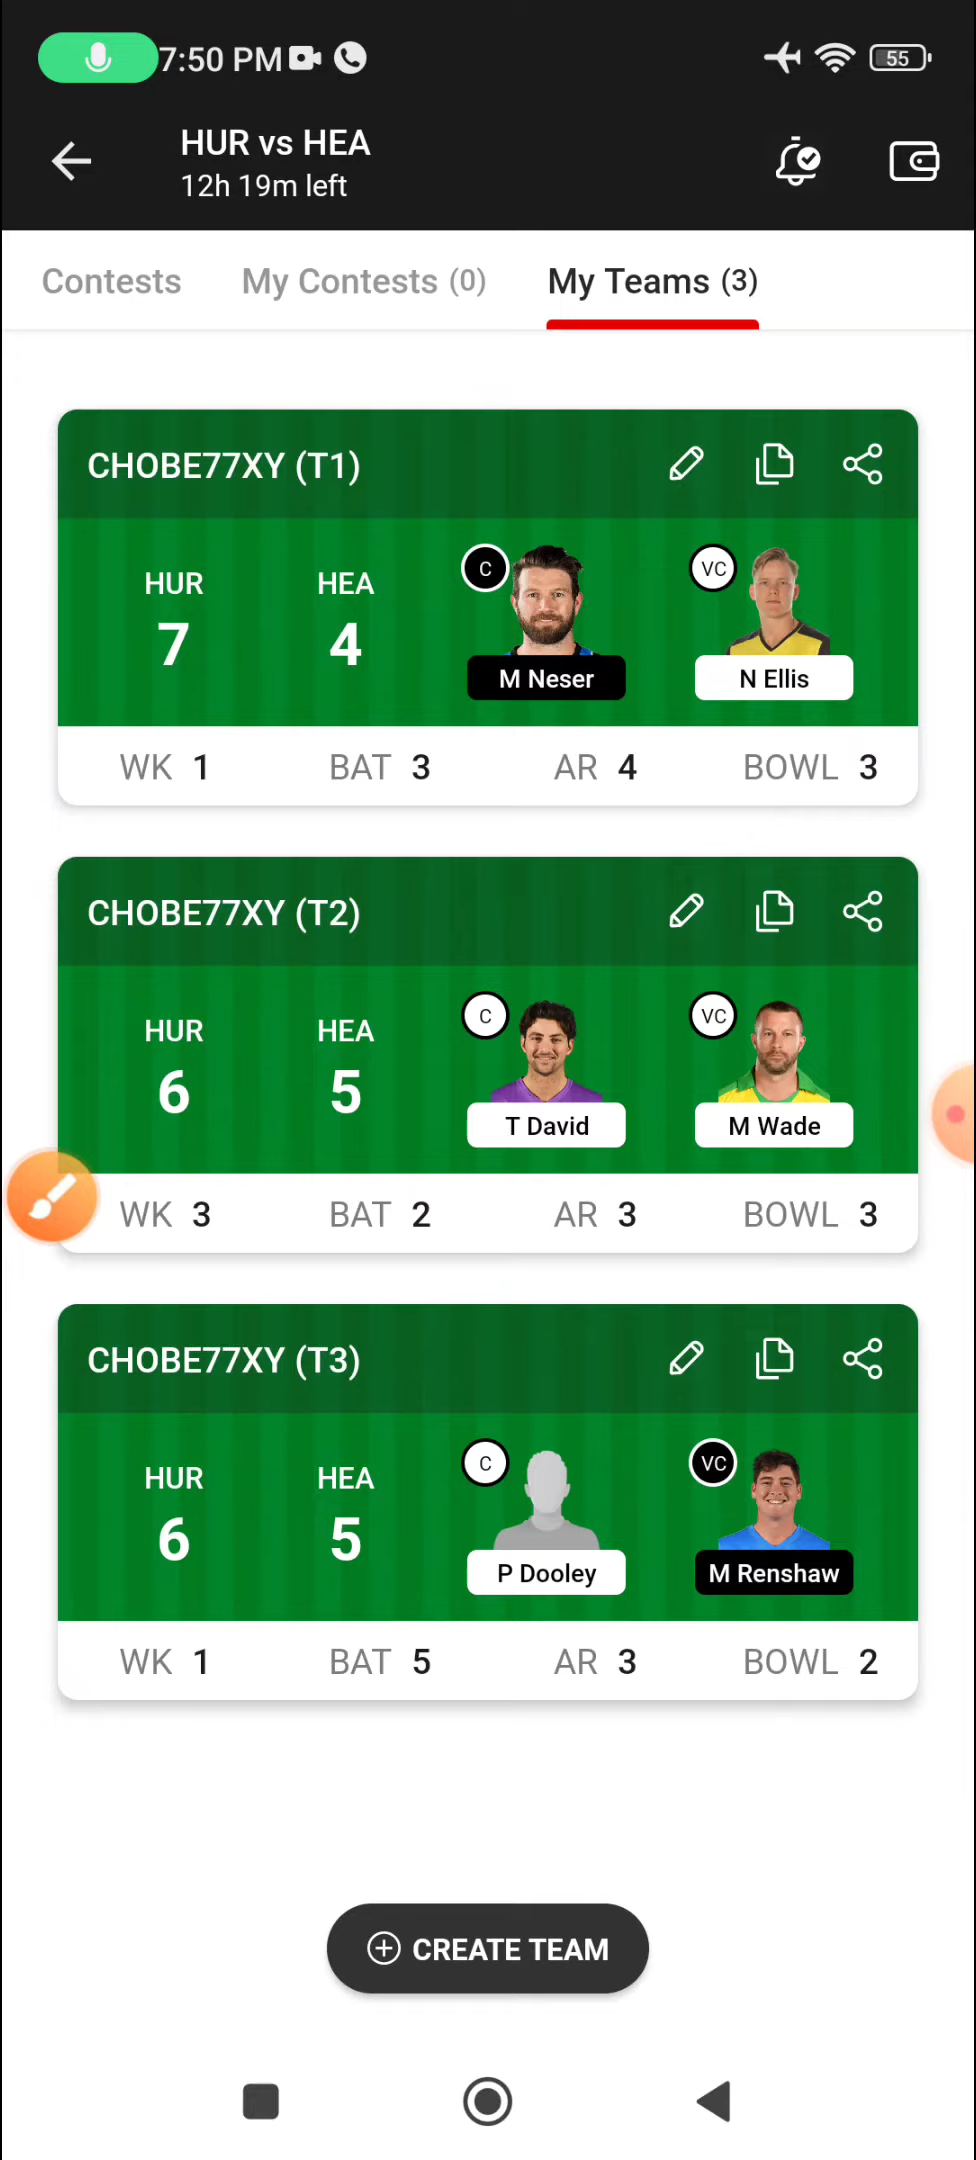 7:50 PM
55
HUR vs HEA
12h 19m left
Contests My Contests (0) My Teams (3)
CHOBE77XY (T1)
HUR HEA C VC
7 4
M Neser N Ellis
WK 1 BAT 3 AR 4 BOWL 3
CHOBE77XY (T2)
HUR HEA C VC
6 5
T David M Wade
WK 3 BAT 2 AR 3 BOWL 3
CHOBE77XY (T3)
HUR HEA C VC
6 5
P Dooley M Renshaw
WK 1 BAT 5 AR 3 BOWL 2
CREATE TEAM